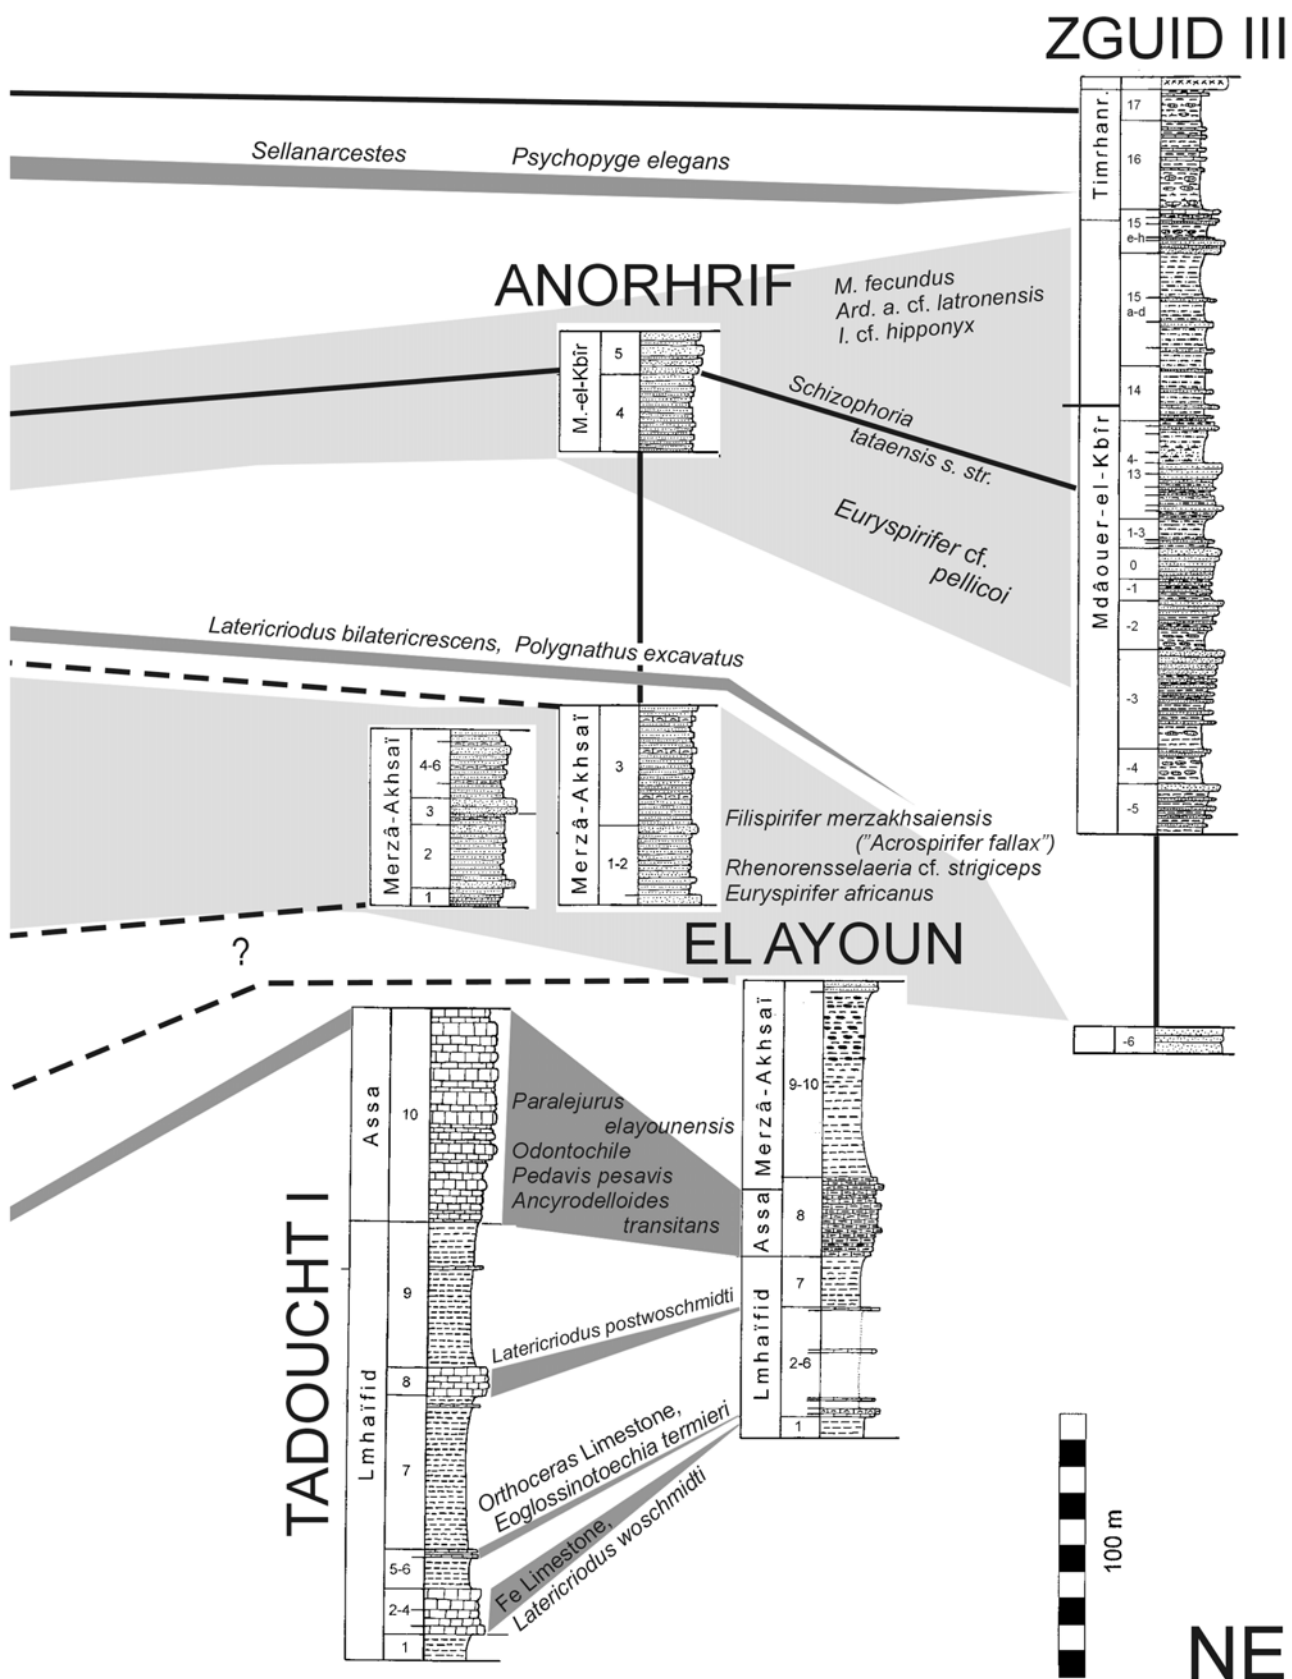 ZGUID III
Timrhanr.
17
16
15
e-h
15
a-d
14
Mdâouer-el-Kbîr
4-
13
1-3
0
-1
-2
-3
-4
-5
-6
Sellanarcestes
Psychopyge elegans
ANORHRIF
M. fecundus
Ard. a. cf. latronensis
I. cf. hipponyx
M.-el-Kbîr
5
4
Schizophoria
tataensis s. str.
Euryspirifer cf.
pellicoi
Latericriodus bilatericrescens, Polygnathus excavatus
Merzâ-Akhsaï
4-6
3
2
1
Merzâ-Akhsaï
3
1-2
Filispirifer merzakhsaiensis
("Acrospirifer fallax")
Rhenorensselaeria cf. strigiceps
Euryspirifer africanus
?
EL AYOUN
Merzâ-Akhsaï
9-10
Assa
8
Lmhaïfid
7
2-6
1
TADOUCHT I
Assa
10
Lmhaïfid
9
8
7
5-6
2-4
1
Paralejurus
elayounensis
Odontochile
Pedavis pesavis
Ancyrodelloides
transitans
Latericriodus postwoschmidti
Orthoceras Limestone,
Eoglossinotoechia termieri
Fe Limestone,
Latericriodus woschmidti
100 m
NE